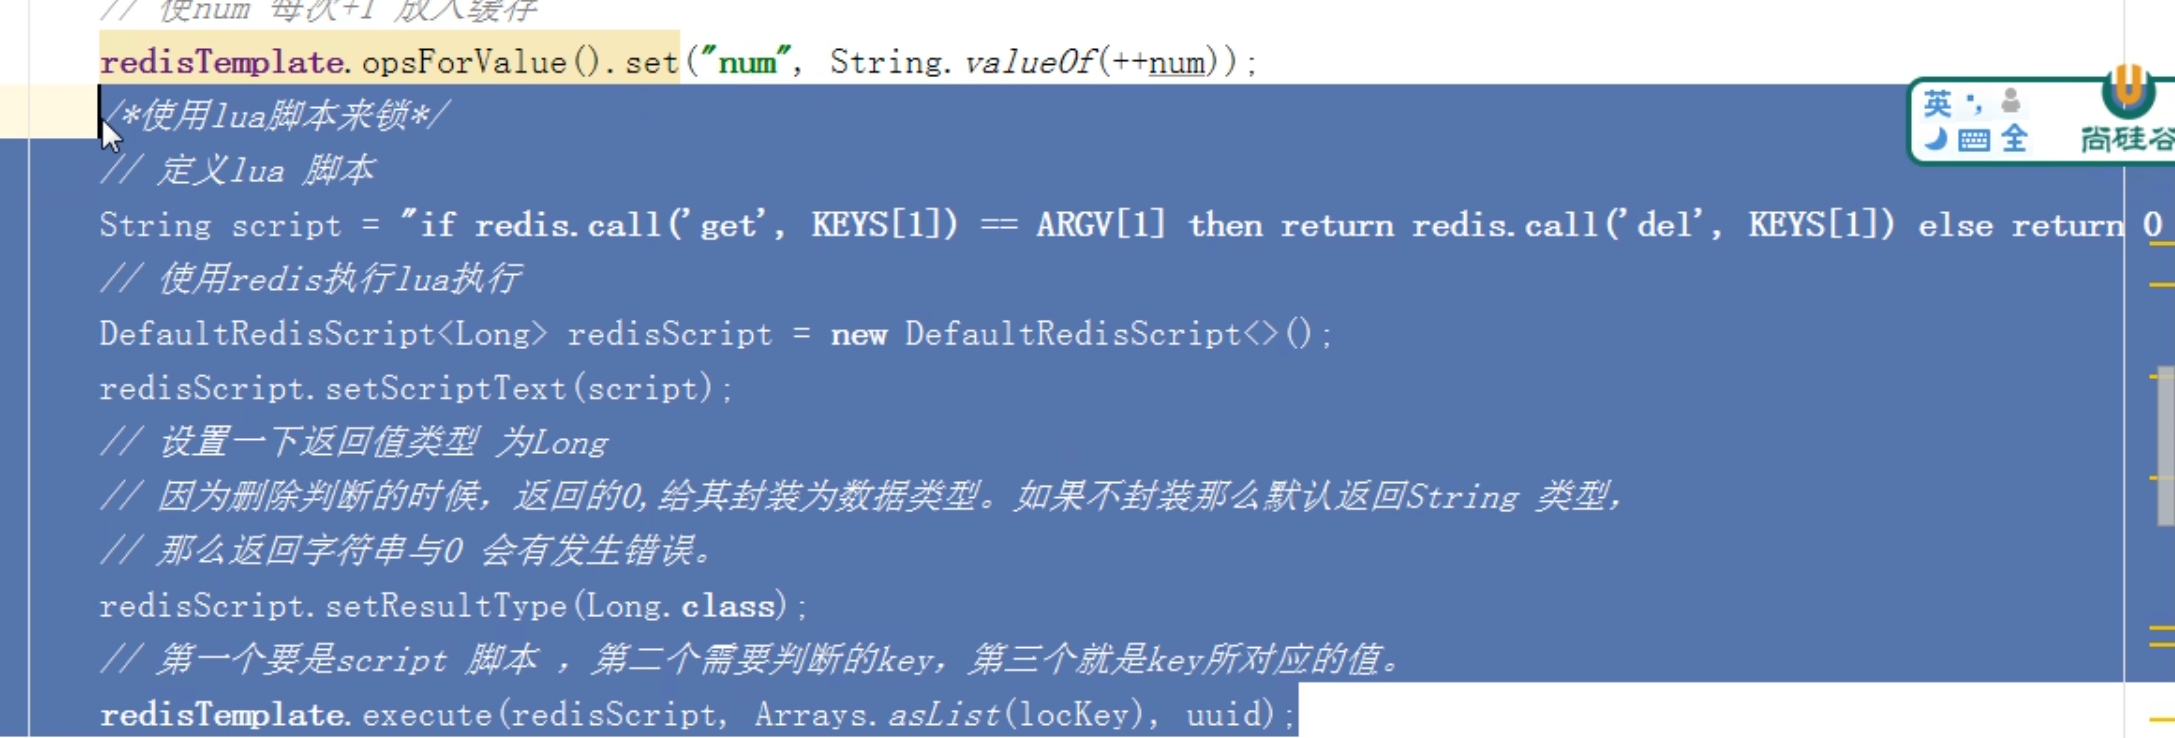 // 使num 每次+1 放入缓存
redisTemplate.opsForValue().set("num", String.valueOf(++num));
/*使用lua脚本来锁*/
// 定义lua 脚本
String script = "if redis.call('get', KEYS[1]) == ARGV[1] then return redis.call('del', KEYS[1]) else return 0
// 使用redis执行lua执行
DefaultRedisScript<Long> redisScript = new DefaultRedisScript<>();
redisScript.setScriptText(script);
// 设置一下返回值类型 为Long
// 因为删除判断的时候，返回的0,给其封装为数据类型。如果不封装那么默认返回String 类型，
// 那么返回字符串与0 会有发生错误。
redisScript.setResultType(Long.class);
// 第一个要是script 脚本 ，第二个需要判断的key，第三个就是key所对应的值。
redisTemplate.execute(redisScript, Arrays.asList(locKey), uuid);
英 ·,
全
尚硅谷